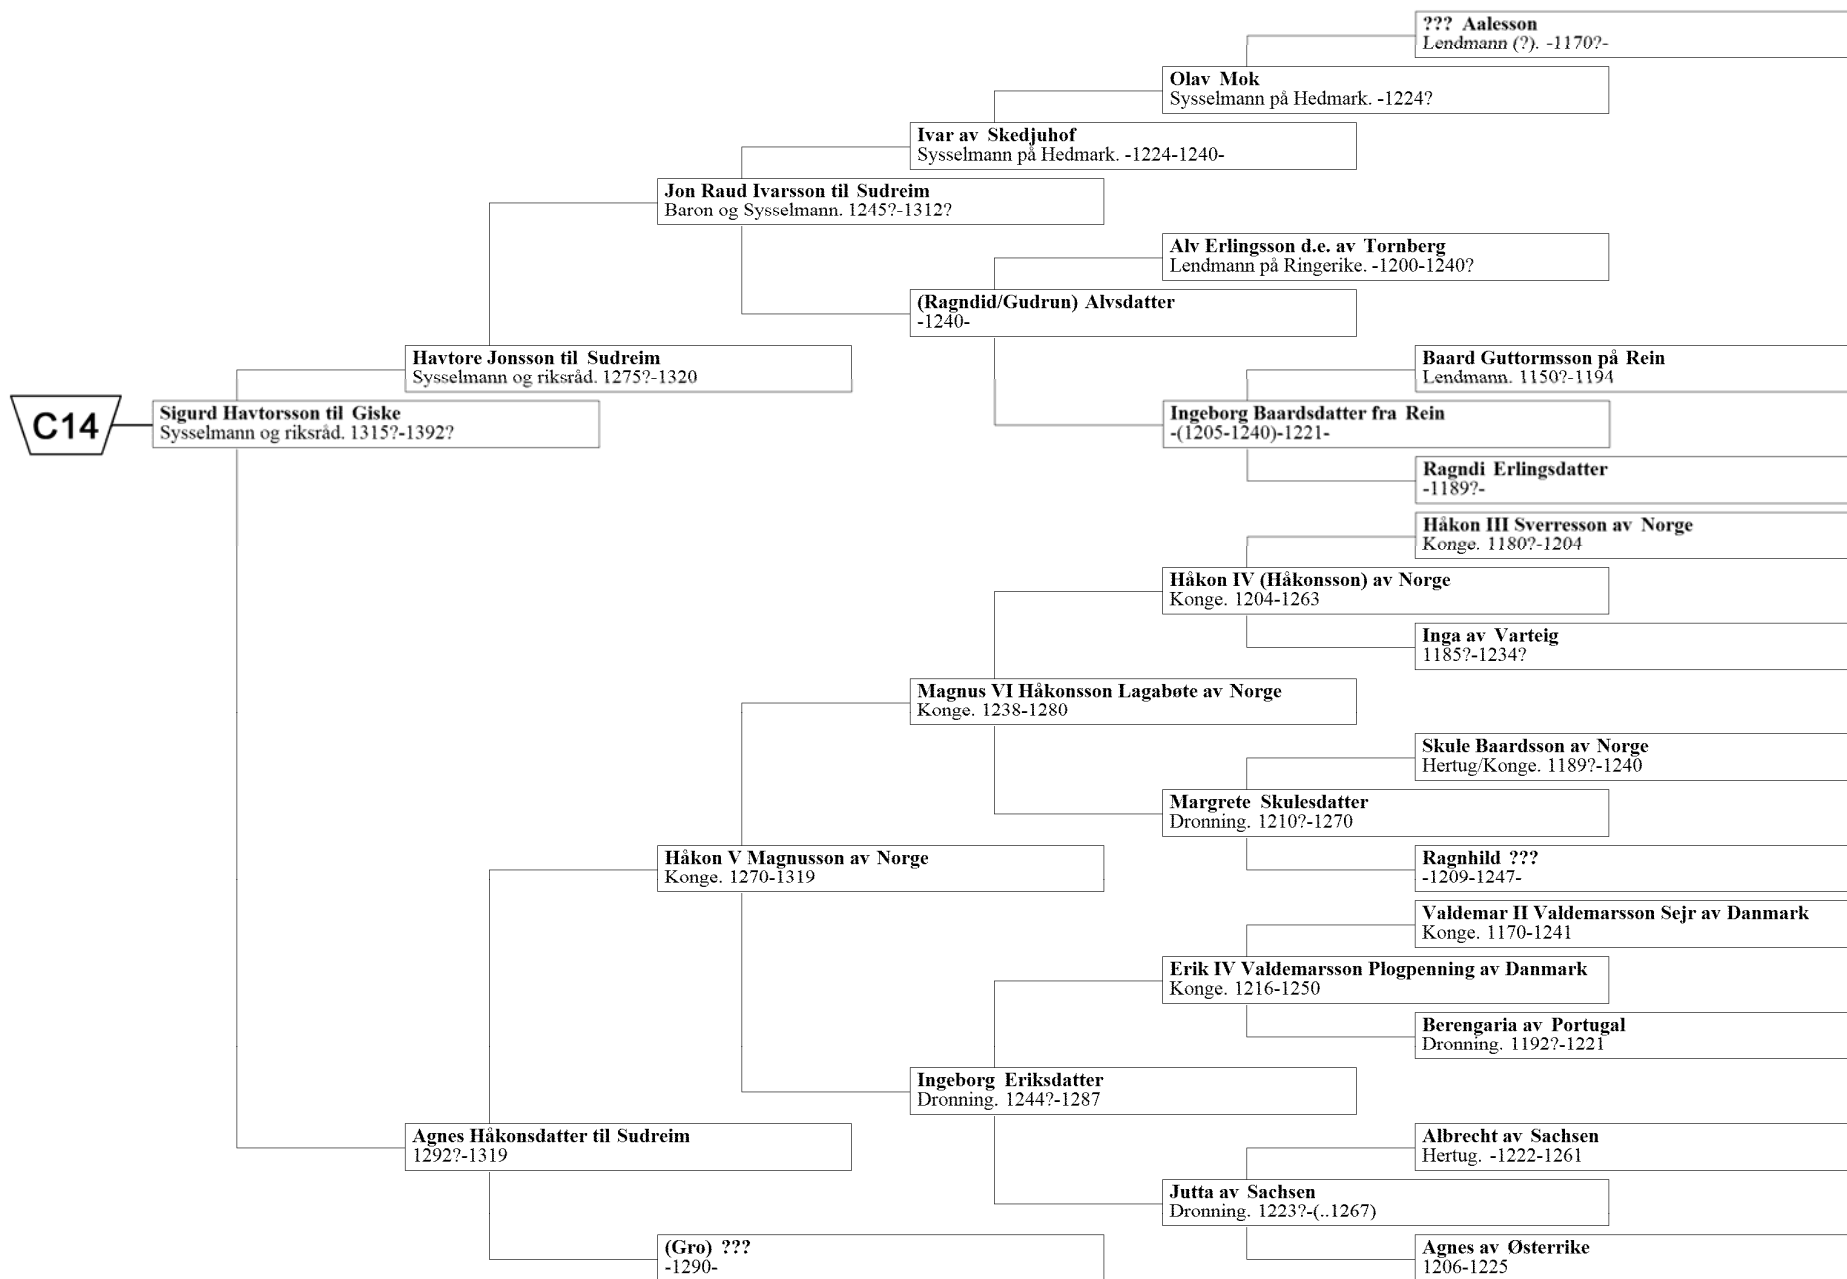 ??? Aalesson
Lendmann (?). -1170?-
Olav Mok
Sysselmann på Hedmark. -1224?
Ivar av Skedjuhof
Sysselmann på Hedmark. -1224-1240-
Jon Raud Ivarsson til Sudreim
Baron og Sysselmann. 1245?-1312?
Alv Erlingsson d.e. av Tornberg
Lendmann på Ringerike. -1200-1240?
(Ragndid/Gudrun) Alvsdatter
-1240-
Havtore Jonsson til Sudreim
Sysselmann og riksråd. 1275?-1320
Baard Guttormsson på Rein
Lendmann. 1150?-1194
C14
Sigurd Havtorsson til Giske
Sysselmann og riksråd. 1315?-1392?
Ingeborg Baardsdatter fra Rein
-(1205-1240)-1221-
Ragndi Erlingsdatter
-1189?-
Håkon III Sverresson av Norge
Konge. 1180?-1204
Håkon IV (Håkonsson) av Norge
Konge. 1204-1263
Inga av Varteig
1185?-1234?
Magnus VI Håkonsson Lagabøte av Norge
Konge. 1238-1280
Skule Baardsson av Norge
Hertug/Konge. 1189?-1240
Margrete Skulesdatter
Dronning. 1210?-1270
Håkon V Magnusson av Norge
Konge. 1270-1319
Ragnhild ???
-1209-1247-
Valdemar II Valdemarsson Sejr av Danmark
Konge. 1170-1241
Erik IV Valdemarsson Plogpenning av Danmark
Konge. 1216-1250
Berengaria av Portugal
Dronning. 1192?-1221
Ingeborg Eriksdatter
Dronning. 1244?-1287
Agnes Håkonsdatter til Sudreim
1292?-1319
Albrecht av Sachsen
Hertug. -1222-1261
Jutta av Sachsen
Dronning. 1223?-(..1267)
(Gro) ???
-1290-
Agnes av Østerrike
1206-1225